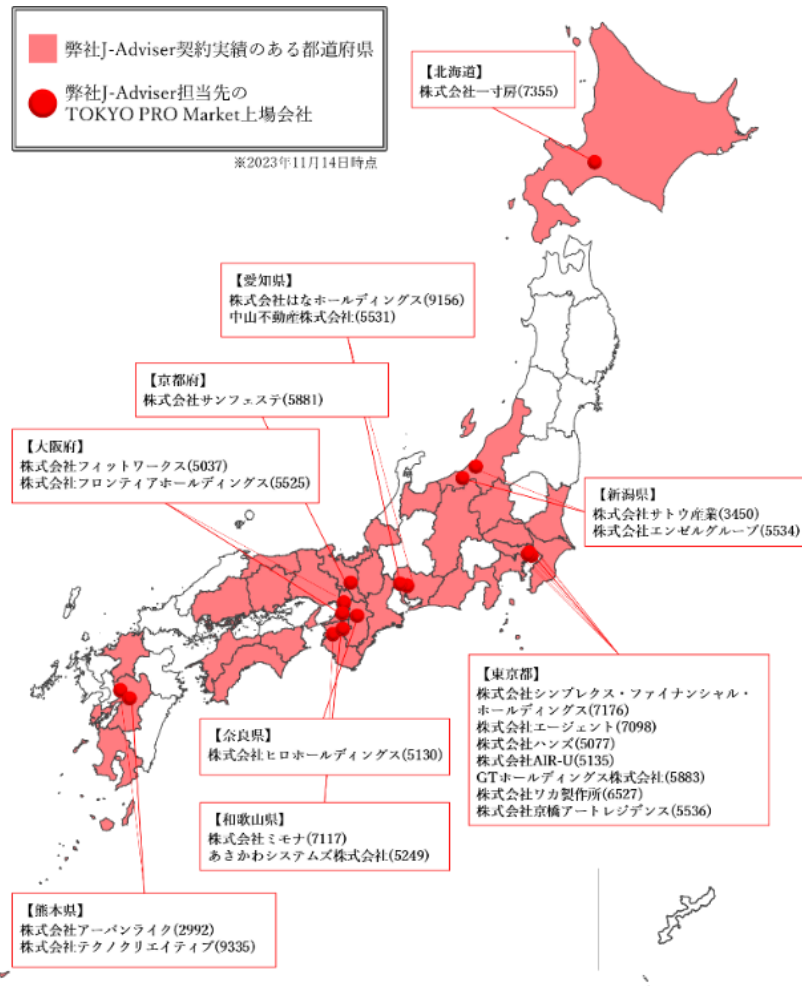 弊社J-Adviser契約実績のある都道府県
弊社J-Adviser担当先の
TOKYO PRO Market上場会社
※2023年11月14日時点
【北海道】
株式会社一寸房(7355)
【愛知県】
株式会社はなホールディングス(9156)
中山不動産株式会社(5531)
【京都府】
株式会社サンフェステ(5881)
【大阪府】
株式会社フィットワークス(5037)
株式会社フロンティアホールディングス(5525)
【新潟県】
株式会社サトウ産業(3450)
株式会社エンゼルグループ(5534)
【東京都】
株式会社シンプレクス・ファイナンシャル・
ホールディングス(7176)
株式会社エージェント(7098)
株式会社ハンズ(5077)
株式会社AIR-U(5135)
GTホールディングス株式会社(5883)
株式会社ワカ製作所(6527)
株式会社京橋アートレジデンス(5536)
【奈良県】
株式会社ヒロホールディングス(5130)
【和歌山県】
株式会社ミモナ(7117)
あさかわシステムズ株式会社(5249)
【熊本県】
株式会社アーバンライク(2992)
株式会社テクノクリエイティブ(9335)